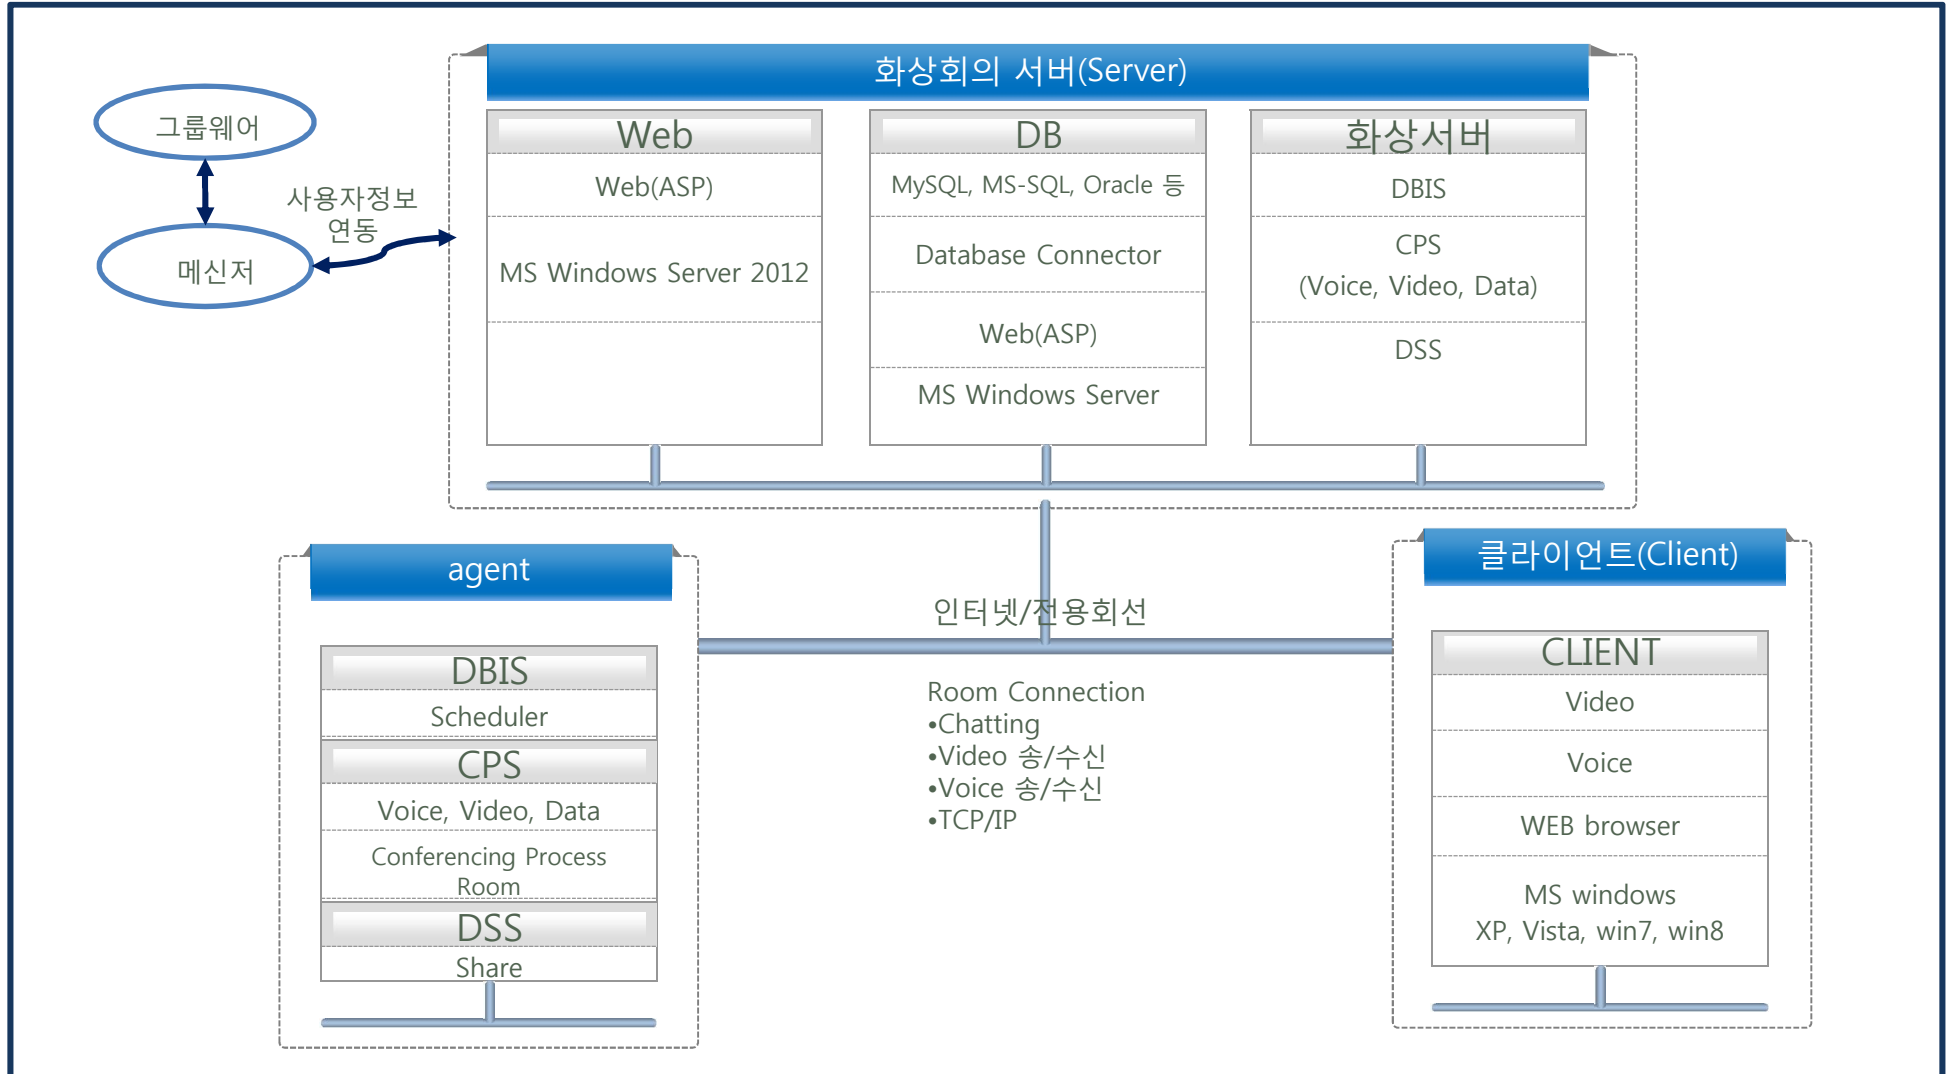 화상회의 서버(Server)
그룹웨어
사용자정보
연동
메신저
Web
Web(ASP)
MS Windows Server 2012
DB
MySQL, MS-SQL, Oracle 등
Database Connector
Web(ASP)
MS Windows Server
화상서버
DBIS
CPS
(Voice, Video, Data)
DSS
agent
DBIS
Scheduler
CPS
Voice, Video, Data
Conferencing Process
Room
DSS
Share
인터넷/전용회선
Room Connection
•Chatting
•Video 송/수신
•Voice 송/수신
•TCP/IP
클라이언트(Client)
CLIENT
Video
Voice
WEB browser
MS windows
XP, Vista, win7, win8